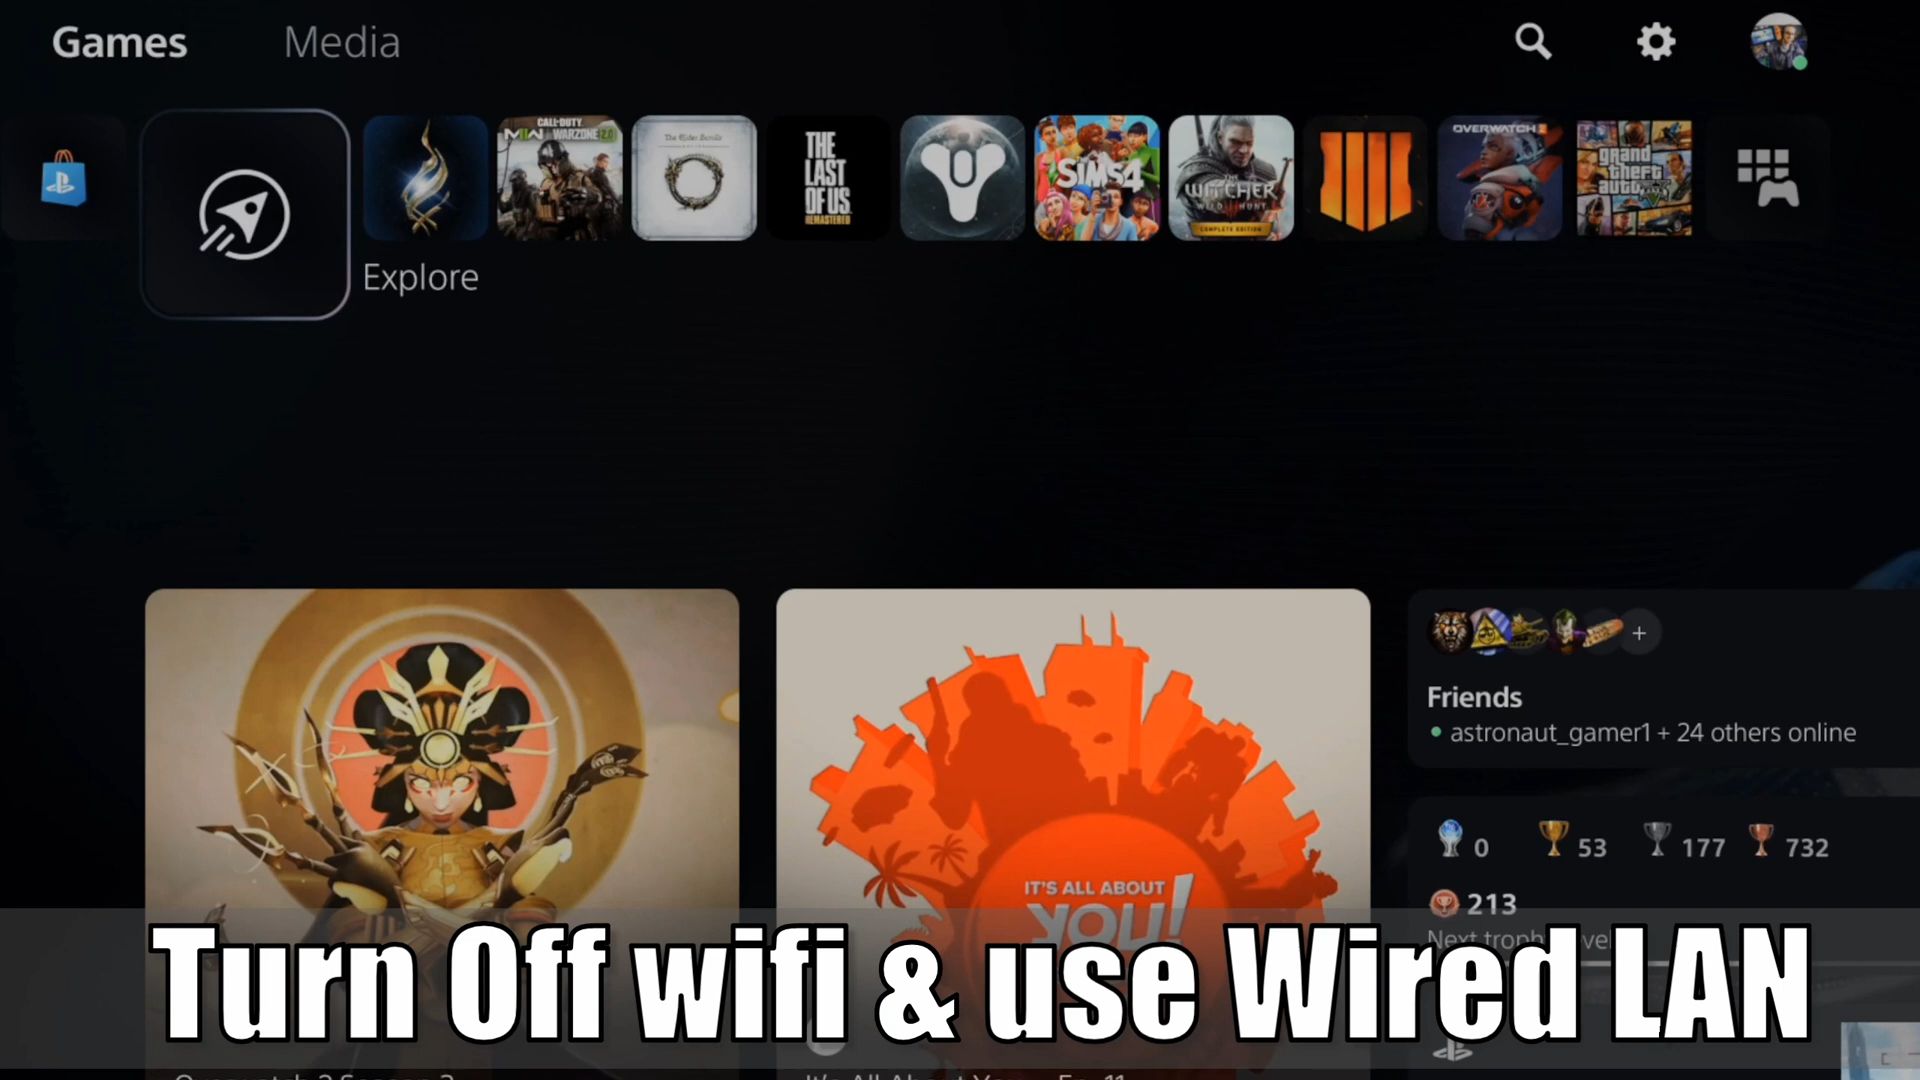 Games
Media
CALL OF DUTY
MWII WARZONE 2.0
The Elder Scrolls
THE
LAST
OF US
REMASTERED
THE
SIMS4
THE
WITCHER
WILD HUNT
COMPLETE EDITION
OVERWATCH 2
grand
theft
auto
V
Explore
+
Friends
astronaut_gamer1 + 24 others online
0
53
177
732
213
IT'S ALL ABOUT
YOU!
Turn Off wifi & use Wired LAN